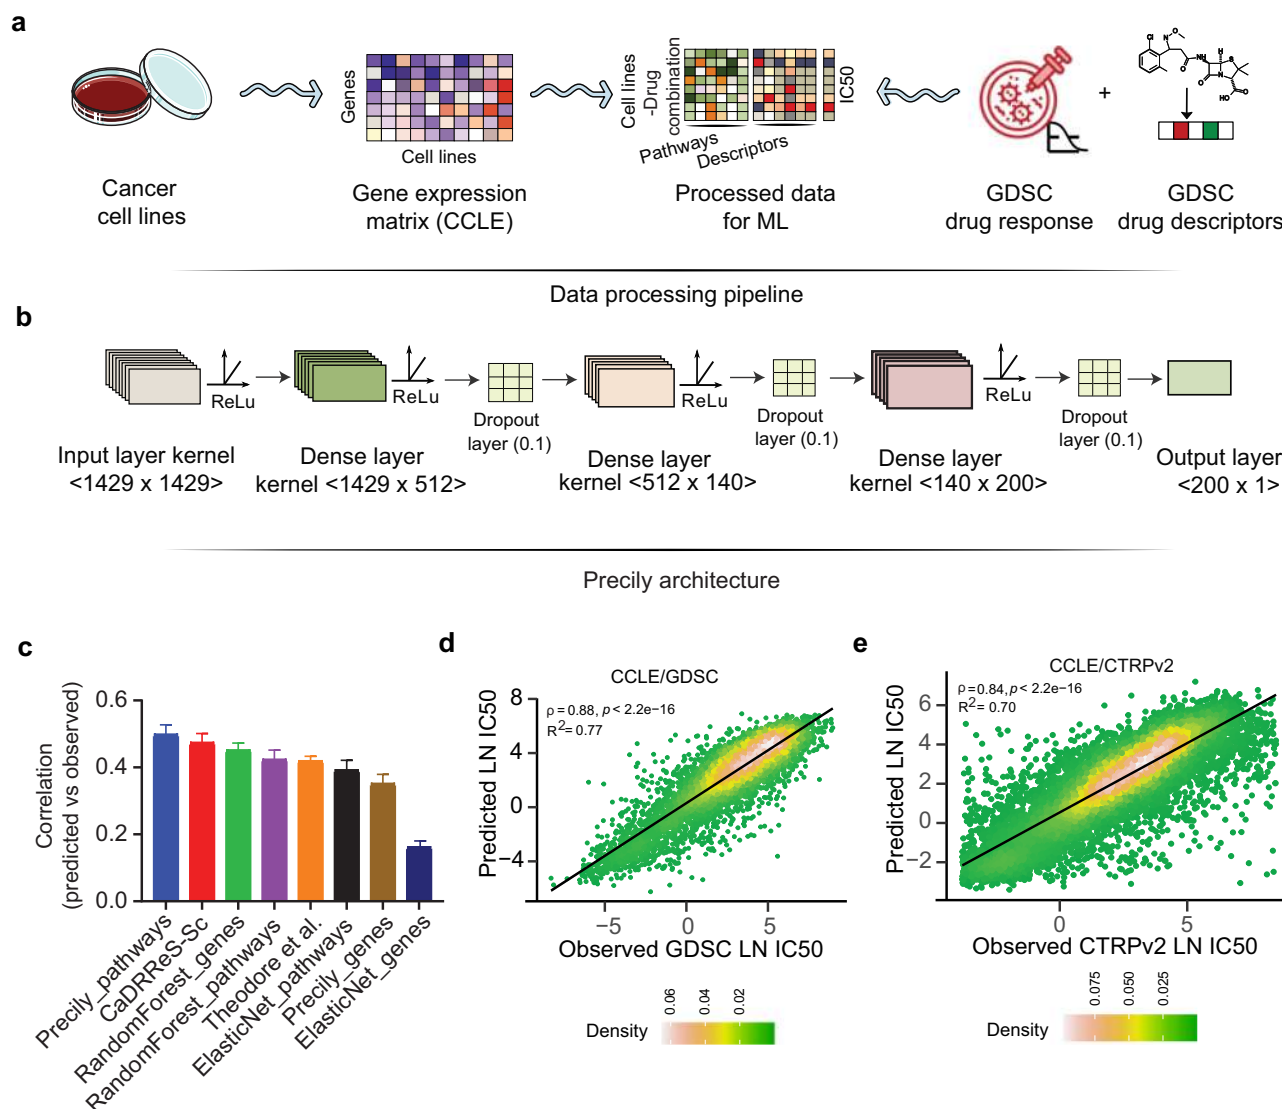 a
Genes
Cell lines
Cell lines
-Drug
combination
Pathways
Descriptors
IC50
+
Cl
N
O
O
NH
H
S
N
O
O
HO
Cancer
cell lines
Gene expression
matrix (CCLE)
Processed data
for ML
GDSC
drug response
GDSC
drug descriptors
Data processing pipeline
b
ReLu
ReLu
Dropout
layer (0.1)
ReLu
Dropout
layer (0.1)
ReLu
Dropout
layer (0.1)
Input layer kernel
<1429 x 1429>
Dense layer
kernel <1429 x 512>
Dense layer
kernel <512 x 140>
Dense layer
kernel <140 x 200>
Output layer
<200 x 1>
Precily architecture
c
Correlation
(predicted vs observed)
0.6
0.4
0.2
0.0
Precily_pathways
CaDRReS-Sc
RandomForest_genes
RandomForest_pathways
Theodore et al.
ElasticNet_pathways
Precily_genes
ElasticNet_genes
d
CCLE/GDSC
ρ=0.88, p< 2.2e−16
R2=0.77
Predicted LN IC50
8
4
0
−4
−5
0
5
Observed GDSC LN IC50
Density
0.06
0.04
0.02
e
CCLE/CTRPv2
ρ=0.84, p< 2.2e−16
R2= 0.70
Predicted LN IC50
6
4
2
0
−2
0
5
Observed CTRPv2 LN IC50
Density
0.075
0.050
0.025